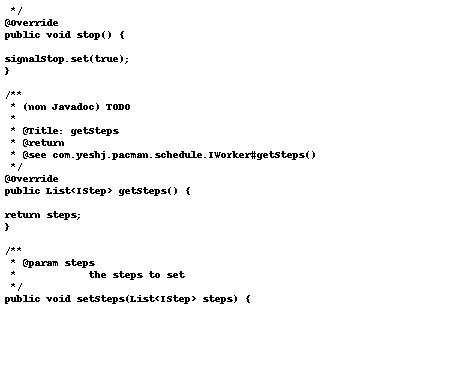 */
@Override
public void stop() {

signalStop.set(true);
}

/**
 * (non Javadoc) TODO
 *
 * @Title: getSteps
 * @return
 * @see com.yeshj.pacman.schedule.IWorker#getSteps()
 */
@Override
public List<IStep> getSteps() {

return steps;
}

/**
 * @param steps
 *            the steps to set
 */
public void setSteps(List<IStep> steps) {